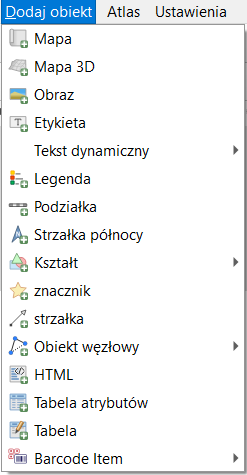 Dodaj obiekt Atlas Ustawienia
Mapa
Mapa 3D
Obraz
Etykieta
Tekst dynamiczny
Legenda
Podziałka
Strzałka północy
Kształt
znacznik
strzałka
Obiekt węzłowy
HTML
Tabela atrybutów
Tabela
Barcode Item